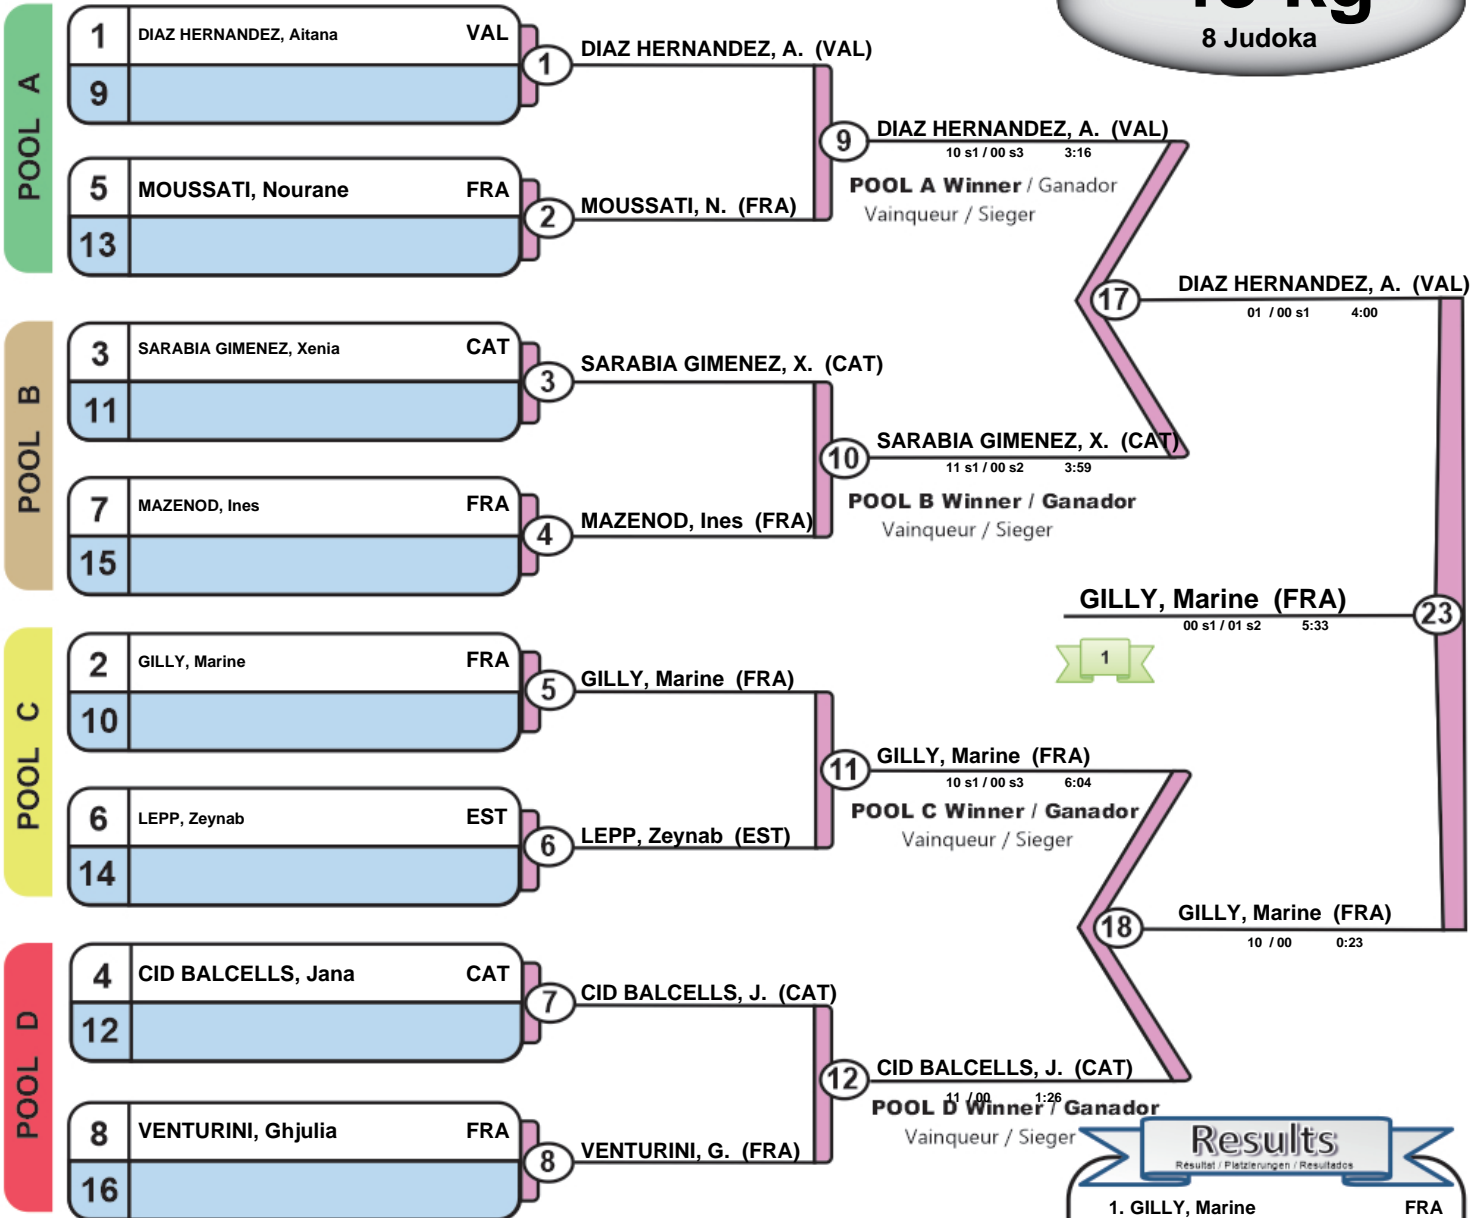 8 Judoka
POOL A
1 DIAZ HERNANDEZ, Aitana VAL
9
1
DIAZ HERNANDEZ, A. (VAL)
5 MOUSSATI, Nourane FRA
13
2
MOUSSATI, N. (FRA)
9
DIAZ HERNANDEZ, A. (VAL)
10 s1 / 00 s3 3:16
POOL A Winner / Ganador
Vainqueur / Sieger
POOL B
3 SARABIA GIMENEZ, Xenia CAT
11
3
SARABIA GIMENEZ, X. (CAT)
7 MAZENOD, Ines FRA
15
4
MAZENOD, Ines (FRA)
10
SARABIA GIMENEZ, X. (CAT)
11 s1 / 00 s2 3:59
POOL B Winner / Ganador
Vainqueur / Sieger
17
DIAZ HERNANDEZ, A. (VAL)
01 / 00 s1 4:00
GILLY, Marine (FRA)
00 s1 / 01 s2 5:33
23
1
POOL C
2 GILLY, Marine FRA
10
5
GILLY, Marine (FRA)
6 LEPP, Zeynab EST
14
6
LEPP, Zeynab (EST)
11
GILLY, Marine (FRA)
10 s1 / 00 s3 6:04
POOL C Winner / Ganador
Vainqueur / Sieger
POOL D
4 CID BALCELLS, Jana CAT
12
7
CID BALCELLS, J. (CAT)
8 VENTURINI, Ghjulia FRA
16
8
VENTURINI, G. (FRA)
12
CID BALCELLS, J. (CAT)
11 / 00 1:26
POOL D Winner / Ganador
Vainqueur / Sieger
18
GILLY, Marine (FRA)
10 / 00 0:23
Results
Résultat / Platzierungen / Resultados
1. GILLY, Marine FRA